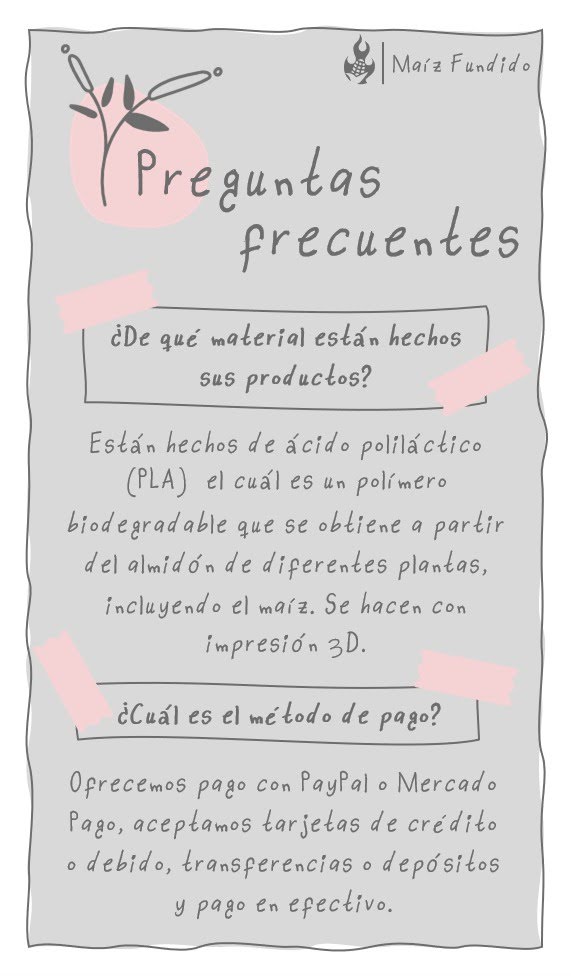 Maíz Fundido
Preguntas
frecuentes
¿De qué material están hechos
sus productos?
Están hechos de ácido poliláctico
(PLA) el cuál es un polímero
biodegradable que se obtiene a partir
del almidón de diferentes plantas,
incluyendo el maíz. Se hacen con
impresión 3D.
¿Cuál es el método de pago?
Ofrecemos pago con PayPal o Mercado
Pago, aceptamos tarjetas de crédito
o debido, transferencias o depósitos
y pago en efectivo.